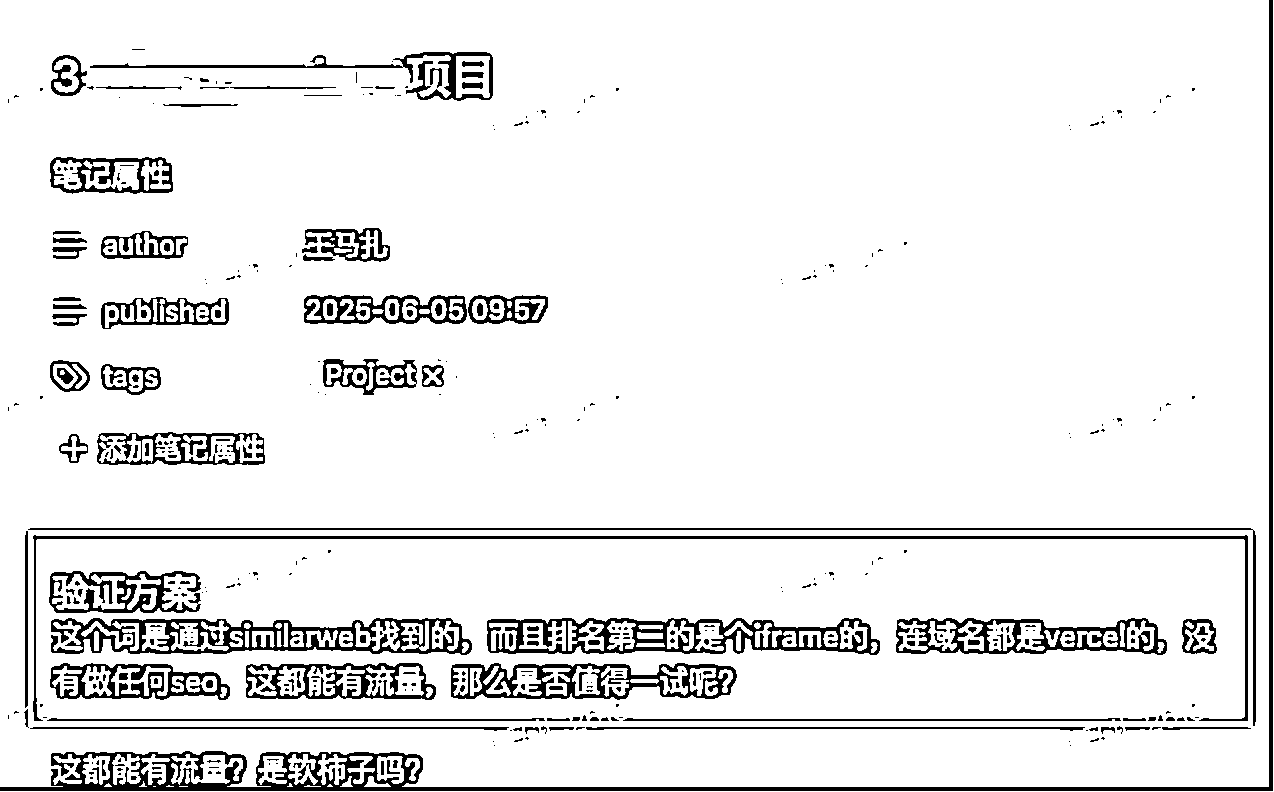 3 项目
笔记属性
author 王马扎
published 2025-06-05 09:57
tags Project ×
添加笔记属性
验证方案
这个词是通过similarweb找到的，而且排名第二的是个iframe的，连域名都是vercel的，没
有做任何seo，这都能有流量，那么是否值得一试呢？
这都能有流量？是软柿子吗？